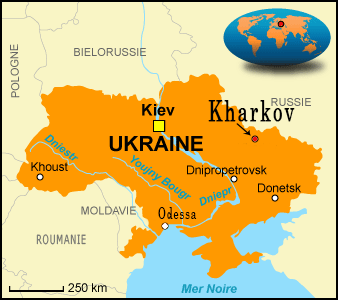 POLOGNE
BIELORUSSIE
RUSSIE
Kiev
Kharkov
UKRAINE
Dniestr
Khoust
Youjny Bougr
Dnipropetrovsk
Dniepr
Donetsk
MOLDAVIE
Odessa
ROUMANIE
250 km
Mer Noire